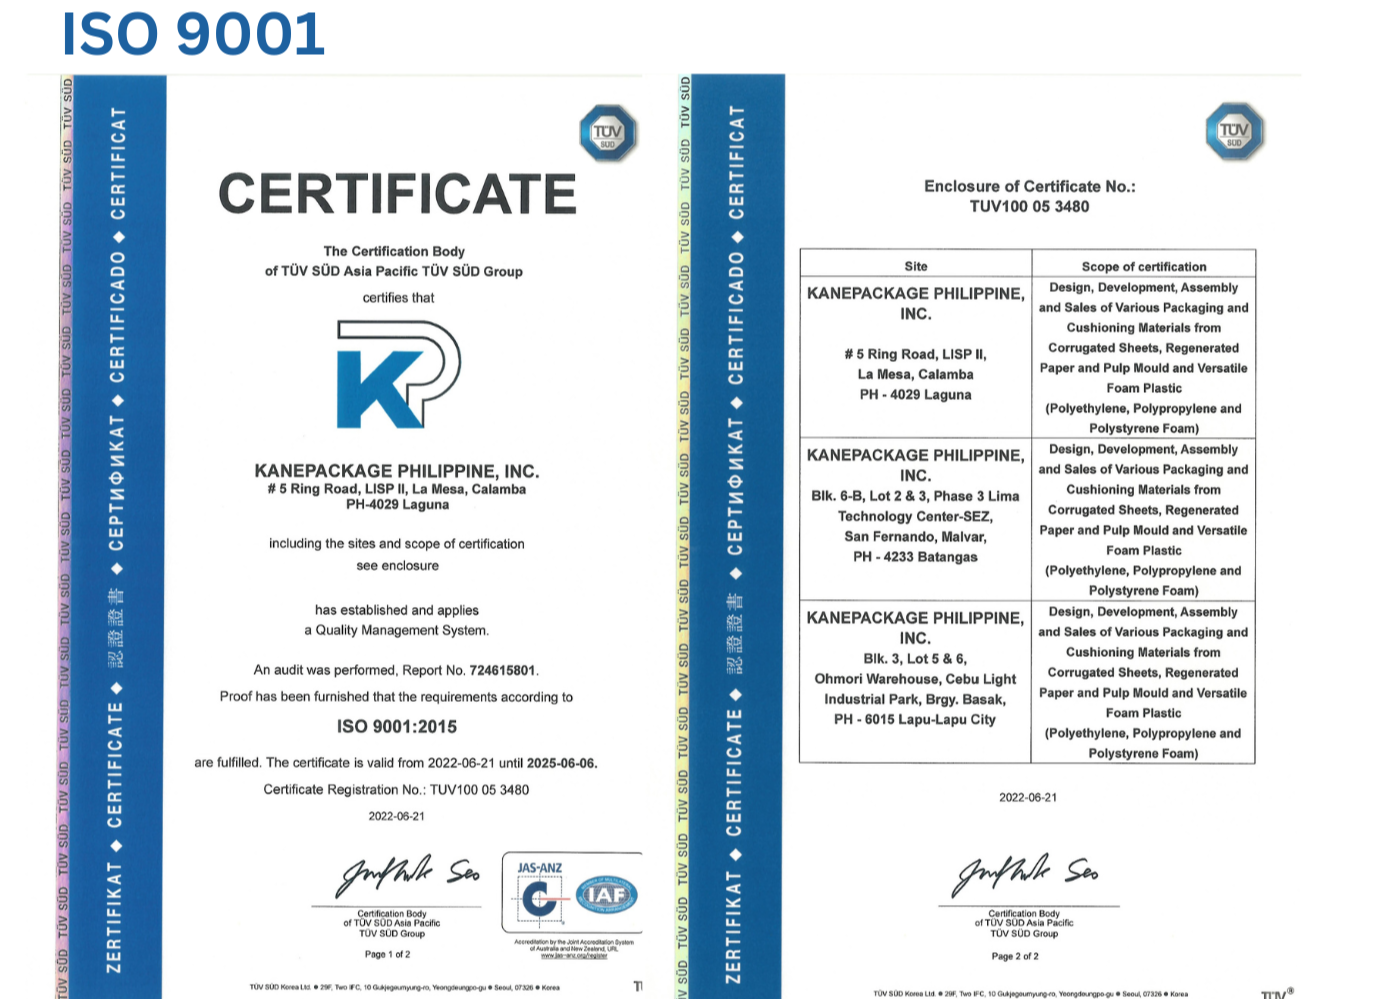 ISO 9001
TÜV SÜD TÜV SÜD TÜV SÜD TÜV SÜD TÜV SÜD TÜV SÜD TÜV SÜD TÜV SÜD TÜV SÜD TÜV SÜD TÜV SÜD TÜV SÜD TÜV SÜD TÜV SÜD TÜV SÜD
ZERTIFIKAT ◆ CERTIFICATE ◆ 認證證書 ◆ СЕРТИФИКАТ ◆ CERTIFICADO ◆ CERTIFICAT
TÜV
SÜD
CERTIFICATE
The Certification Body
of TÜV SÜD Asia Pacific TÜV SÜD Group
certifies that
KP
KANEPACKAGE PHILIPPINE, INC.
# 5 Ring Road, LISP II, La Mesa, Calamba
PH-4029 Laguna
including the sites and scope of certification
see enclosure
has established and applies
a Quality Management System.
An audit was performed, Report No. 724615801.
Proof has been furnished that the requirements according to
ISO 9001:2015
are fulfilled. The certificate is valid from 2022-06-21 until 2025-06-06.
Certificate Registration No.: TUV100 05 3480
2022-06-21
Certification Body
of TÜV SÜD Asia Pacific
TÜV SÜD Group
Page 1 of 2
JAS-ANZ
C
IAF
Accreditation by the Joint Accreditation System
of Australia and New Zealand, URL
www.jas-anz.org/register
TÜV SÜD Korea Ltd. ● 29F, Two IFC, 10 Gukjegeumyung-ro, Yeongdeungpo-gu ● Seoul, 07326 ● Korea
TÜV SÜD TÜV SÜD TÜV SÜD TÜV SÜD TÜV SÜD TÜV SÜD TÜV SÜD TÜV SÜD TÜV SÜD TÜV SÜD TÜV SÜD TÜV SÜD TÜV SÜD TÜV SÜD
ZERTIFIKAT ◆ CERTIFICATE ◆ 認證證書 ◆ СЕРТИФИКАТ ◆ CERTIFICADO ◆ CERTIFICAT
TÜV
SÜD
Enclosure of Certificate No.:
TUV100 05 3480
Site
Scope of certification
KANEPACKAGE PHILIPPINE,
INC.
# 5 Ring Road, LISP II,
La Mesa, Calamba
PH - 4029 Laguna
Design, Development, Assembly
and Sales of Various Packaging and
Cushioning Materials from
Corrugated Sheets, Regenerated
Paper and Pulp Mould and Versatile
Foam Plastic
(Polyethylene, Polypropylene and
Polystyrene Foam)
KANEPACKAGE PHILIPPINE,
INC.
Blk. 6-B, Lot 2 & 3, Phase 3 Lima
Technology Center-SEZ,
San Fernando, Malvar,
PH - 4233 Batangas
Design, Development, Assembly
and Sales of Various Packaging and
Cushioning Materials from
Corrugated Sheets, Regenerated
Paper and Pulp Mould and Versatile
Foam Plastic
(Polyethylene, Polypropylene and
Polystyrene Foam)
KANEPACKAGE PHILIPPINE,
INC.
Blk. 3, Lot 5 & 6,
Ohmori Warehouse, Cebu Light
Industrial Park, Brgy. Basak,
PH - 6015 Lapu-Lapu City
Design, Development, Assembly
and Sales of Various Packaging and
Cushioning Materials from
Corrugated Sheets, Regenerated
Paper and Pulp Mould and Versatile
Foam Plastic
(Polyethylene, Polypropylene and
Polystyrene Foam)
2022-06-21
Certification Body
of TÜV SÜD Asia Pacific
TÜV SÜD Group
Page 2 of 2
TÜV SÜD Korea Ltd. ● 29F, Two IFC, 10 Gukjegeumyung-ro, Yeongdeungpo-gu ● Seoul, 07326 ● Korea
TÜV®